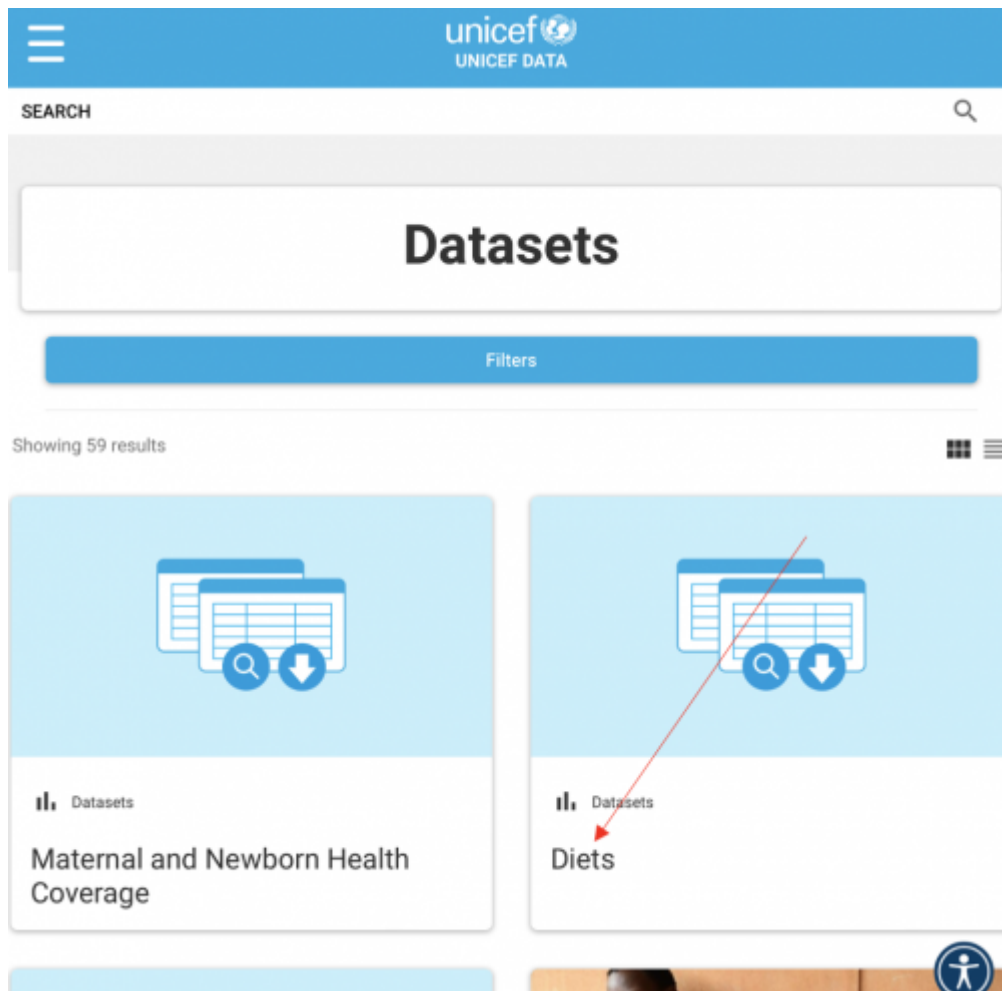 unicef
UNICEF DATA
SEARCH
Datasets
Filters
Showing 59 results
Datasets
Maternal and Newborn Health
Coverage
Datasets
Diets